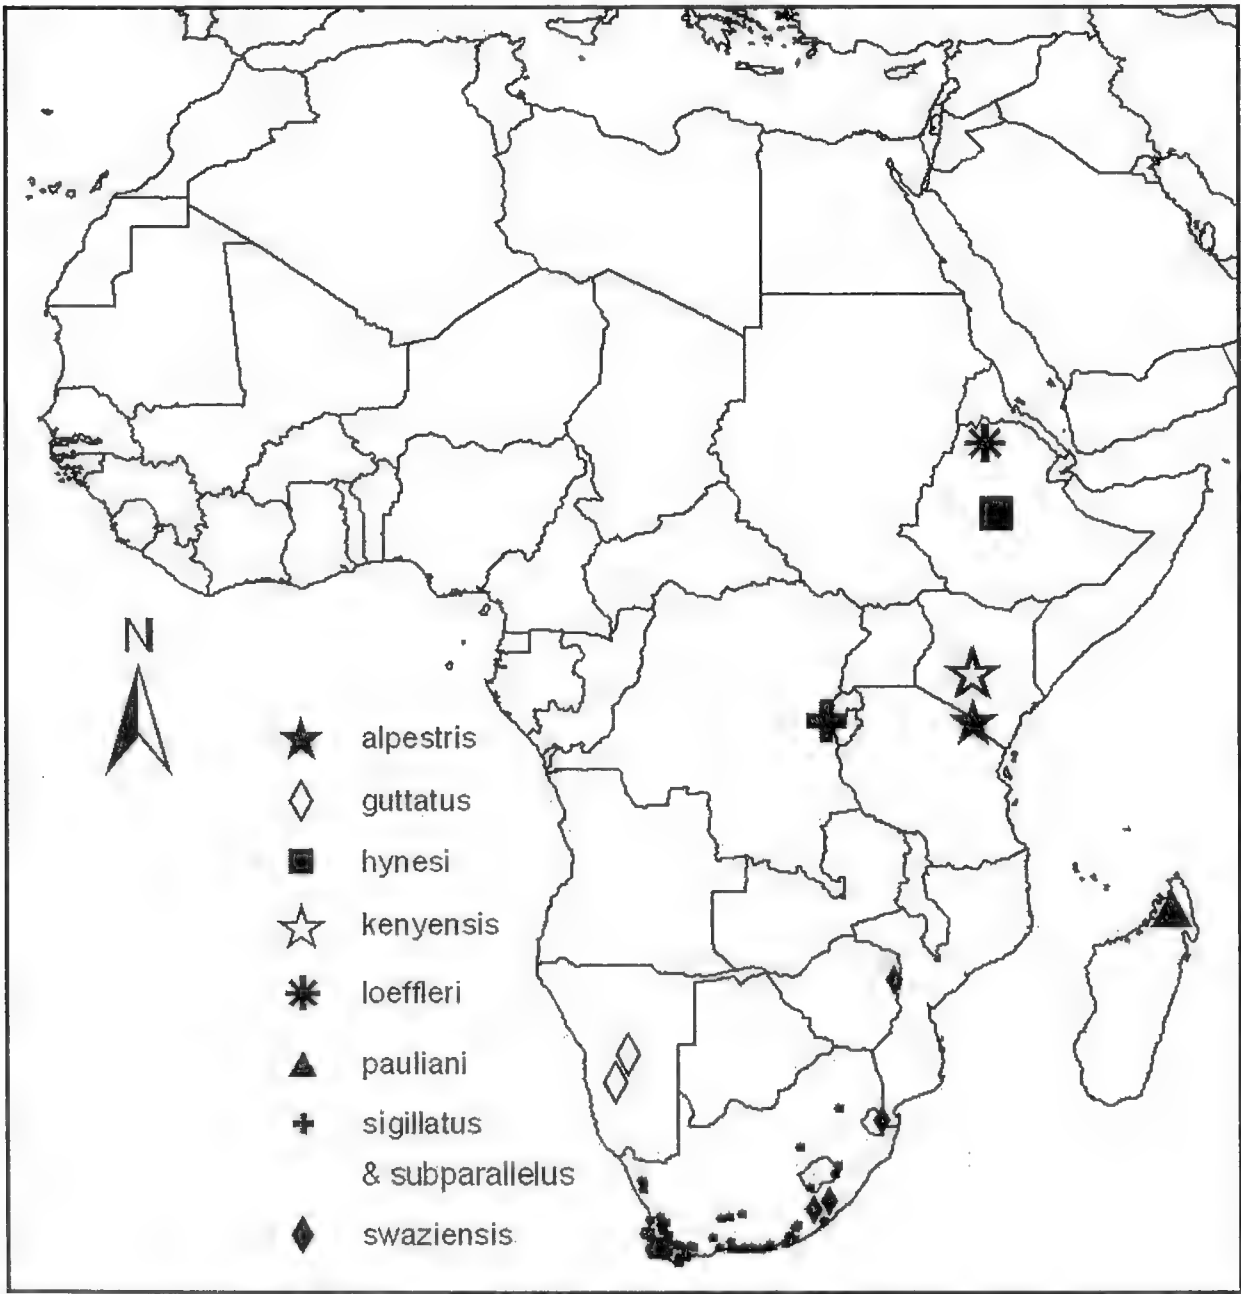 N
alpestris
guttatus
hynesi
kenyensis
loeffleri
pauliani
sigillatus
& subparallelus
swaziensis